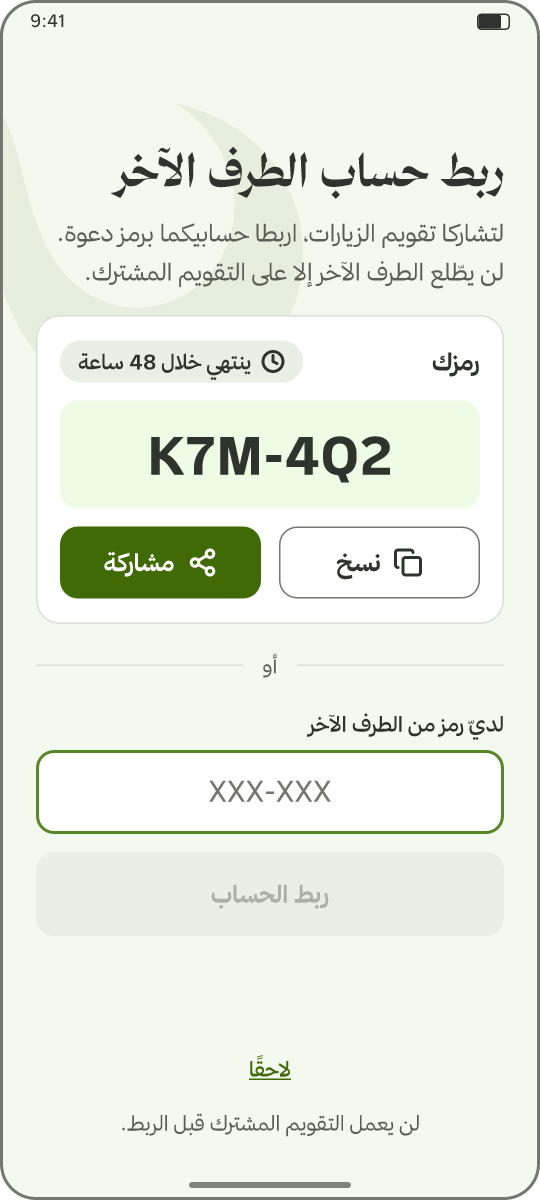 9:41
ربط حساب الطرف الآخر
لتشاركا تقويم الزيارات، اربطا حسابيكما برمز دعوة.
لن يطّلع الطرف الآخر إلا على التقويم المشترك.
رمزك
ينتهي خلال 48 ساعة
K7M-4Q2
نسخ
مشاركة
أو
لديّ رمز من الطرف الآخر
XXX-XXX
ربط الحساب
لاحقًا
لن يعمل التقويم المشترك قبل الربط.